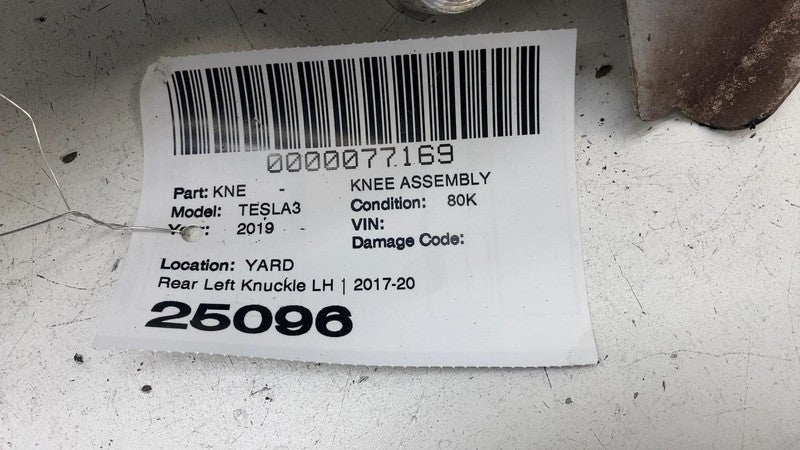 0000077169
Part: KNE - KNEE ASSEMBLY
Model: TESLA3 Condition: 80K
2019 VIN:
Damage Code:
Location: YARD
Rear Left Knuckle LH | 2017-20
25096